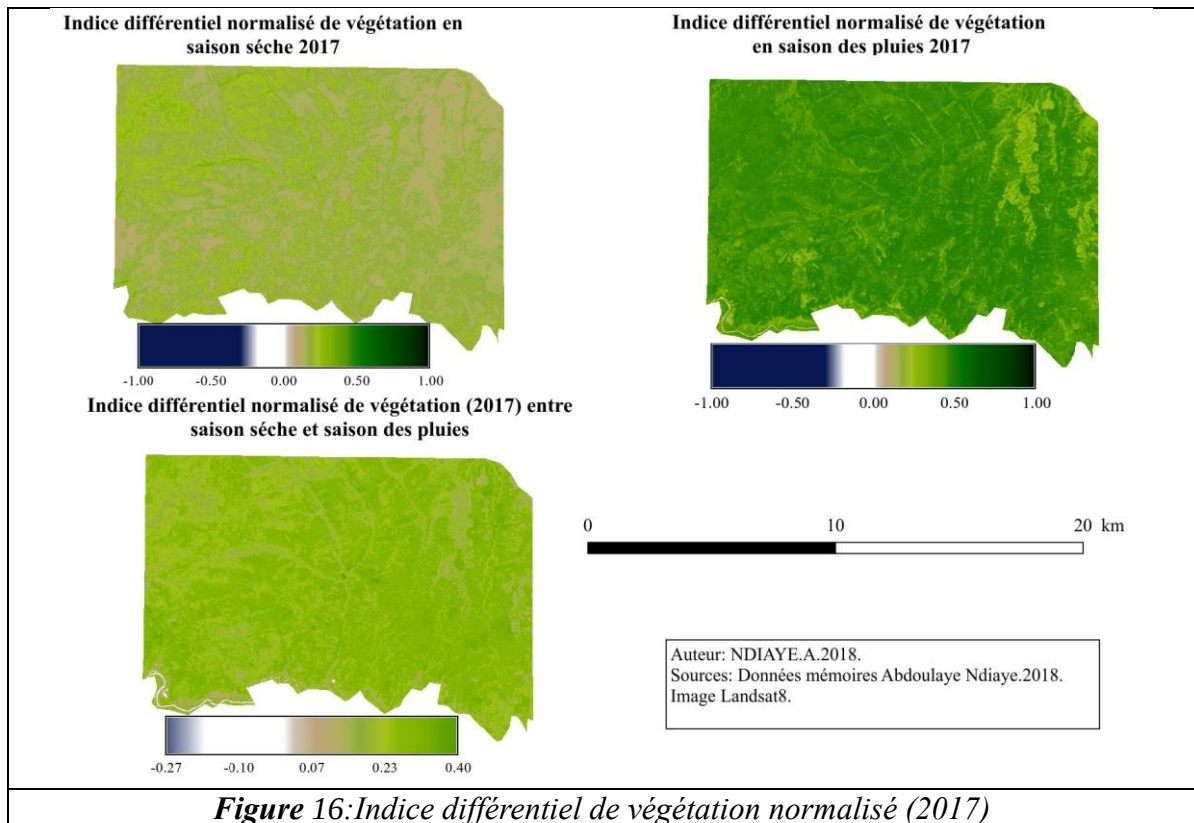 Indice différentiel normalisé de végétation en
saison séche 2017
Indice différentiel normalisé de végétation
en saison des pluies 2017
-1.00 -0.50 0.00 0.50 1.00
-1.00 -0.50 0.00 0.50 1.00
Indice différentiel normalisé de végétation (2017) entre
saison séche et saison des pluies
0 10 20 km
Auteur: NDIAYE.A.2018.
Sources: Données mémoires Abdoulaye Ndiaye.2018.
Image Landsat8.
-0.27 -0.10 0.07 0.23 0.40
Figure 16:Indice différentiel de végétation normalisé (2017)